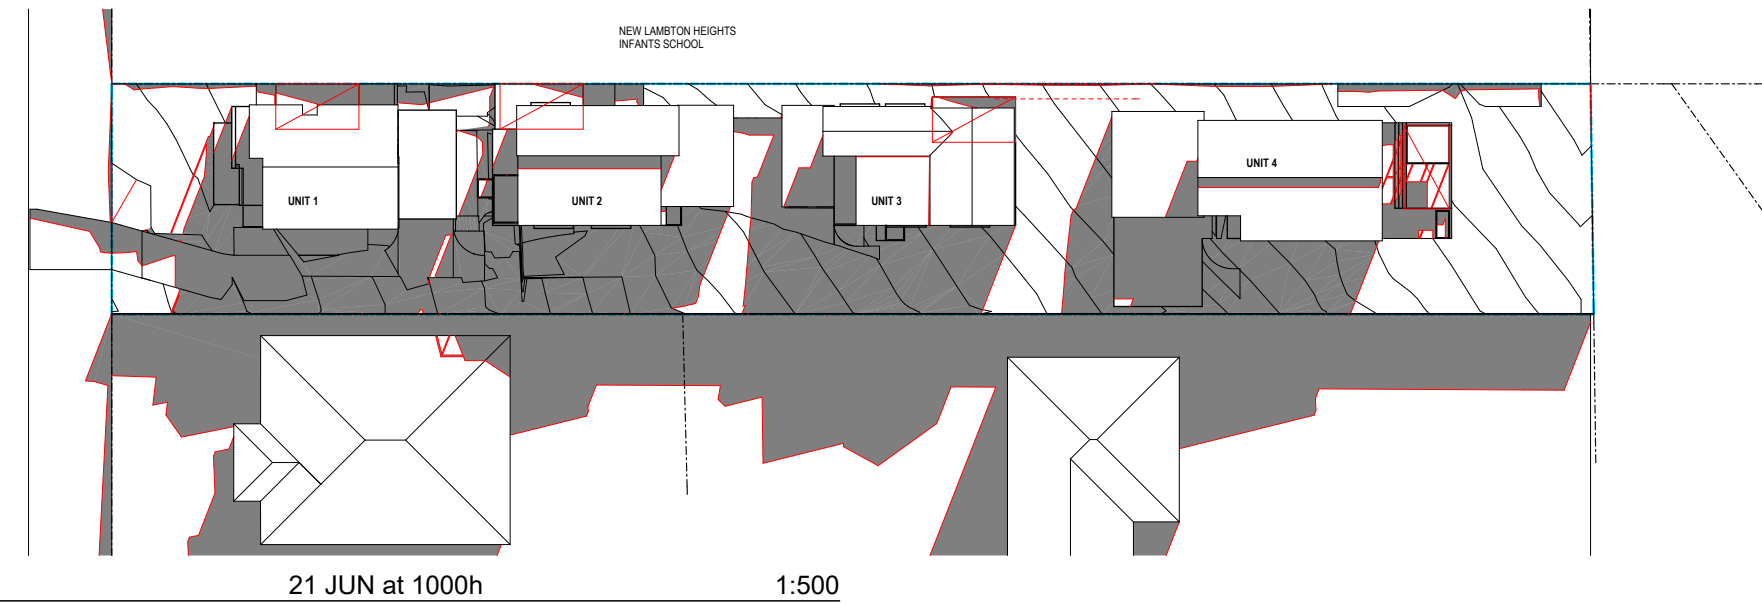 NEW LAMBTON HEIGHTS
INFANTS SCHOOL
UNIT 1
UNIT 2
UNIT 3
UNIT 4
21 JUN at 1000h
1:500